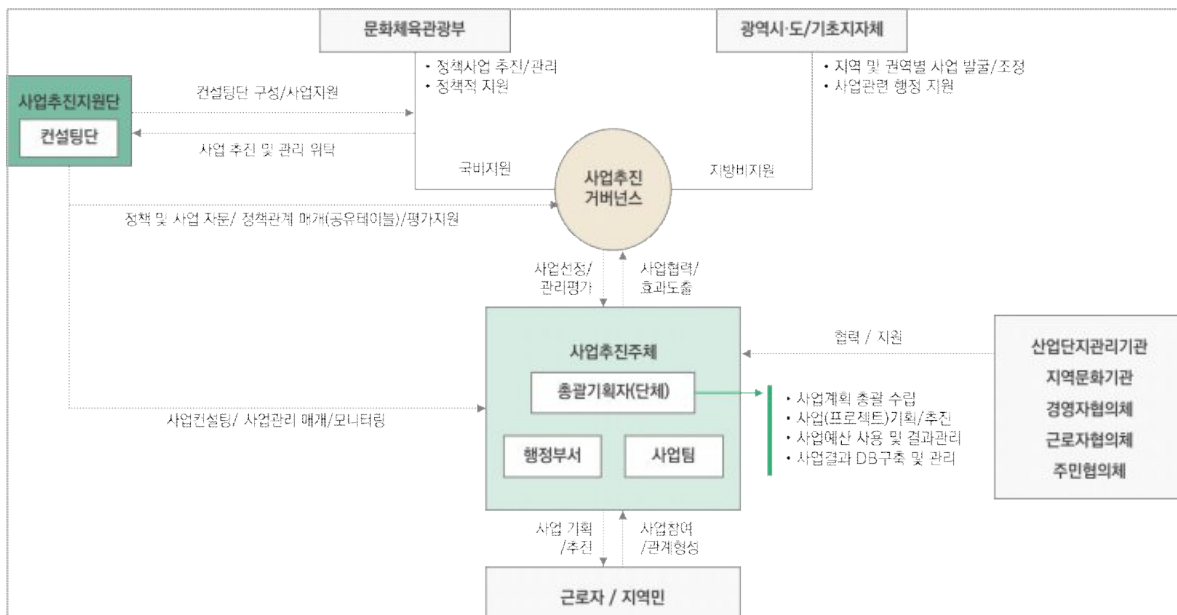 문화체육관광부
광역시·도/기초지자체
• 정책사업 추진/관리
• 정책적 지원
• 지역 및 권역별 사업 발굴/조정
• 사업관련 행정 지원
사업추진지원단
컨설팅단
컨설팅단 구성/사업지원
사업 추진 및 관리 위탁
국비지원
사업추진
거버넌스
지방비지원
정책 및 사업 자문/ 정책관계 매개(공유테이블)/평가지원
사업선정/
관리평가
사업협력/
효과도출
사업추진주체
총괄기획자(단체)
행정부서
사업팀
협력 / 지원
산업단지관리기관
지역문화기관
경영자협의체
근로자협의체
주민협의체
• 사업계획 총괄 수립
• 사업(프로젝트)기획/추진
• 사업예산 사용 및 결과관리
• 사업결과 DB구축 및 관리
사업컨설팅/ 사업관리 매개/모니터링
사업 기획
/추진
사업참여
/관계형성
근로자 / 지역민